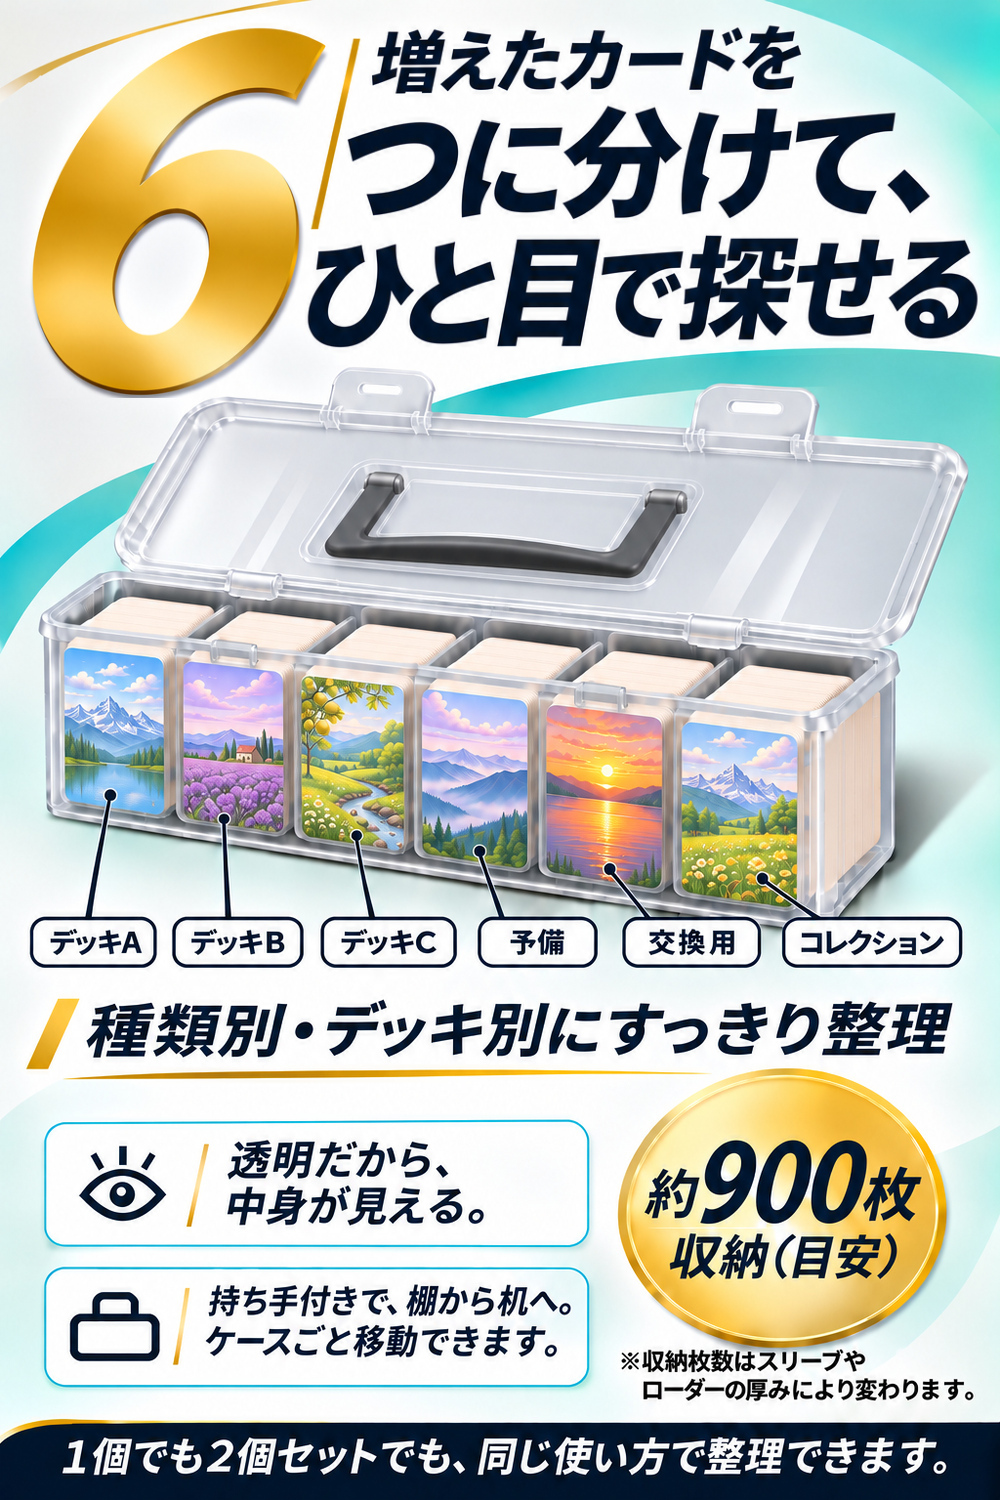 増えたカードを
6つに分けて、
ひと目で探せる
デッキA
デッキB
デッキC
予備
交換用
コレクション
種類別・デッキ別にすっきり整理
透明だから、
中身が見える。
約900枚
収納(目安)
持ち手付きで、棚から机へ。
ケースごと移動できます。
※収納枚数はスリーブや
ローダーの厚みにより変わります。
1個でも2個セットでも、同じ使い方で整理できます。